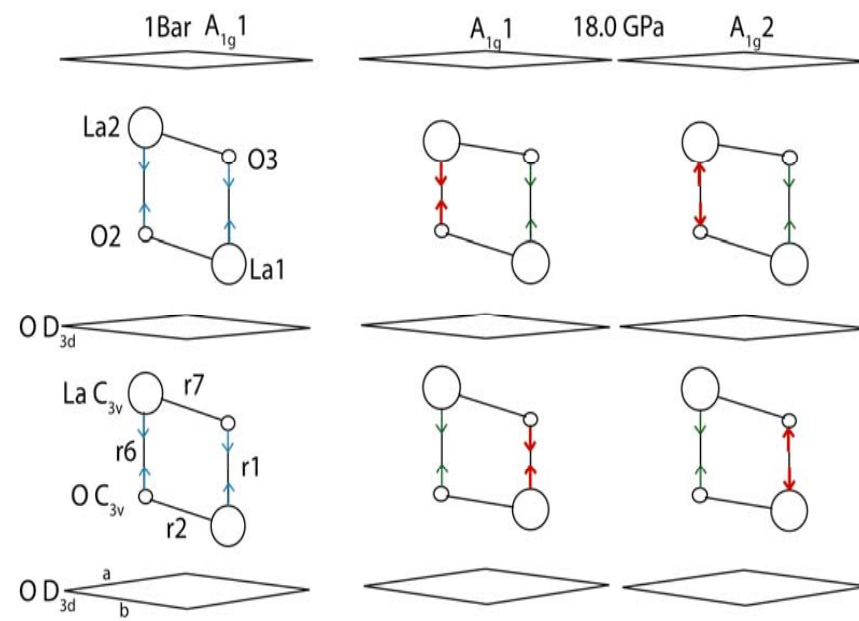 1Bar A1g1
A1g1
18.0 GPa
A1g2
La2
O3
O2
La1
O D3d
La C3v
r7
r6
r1
O C3v
r2
a
O D3d
b